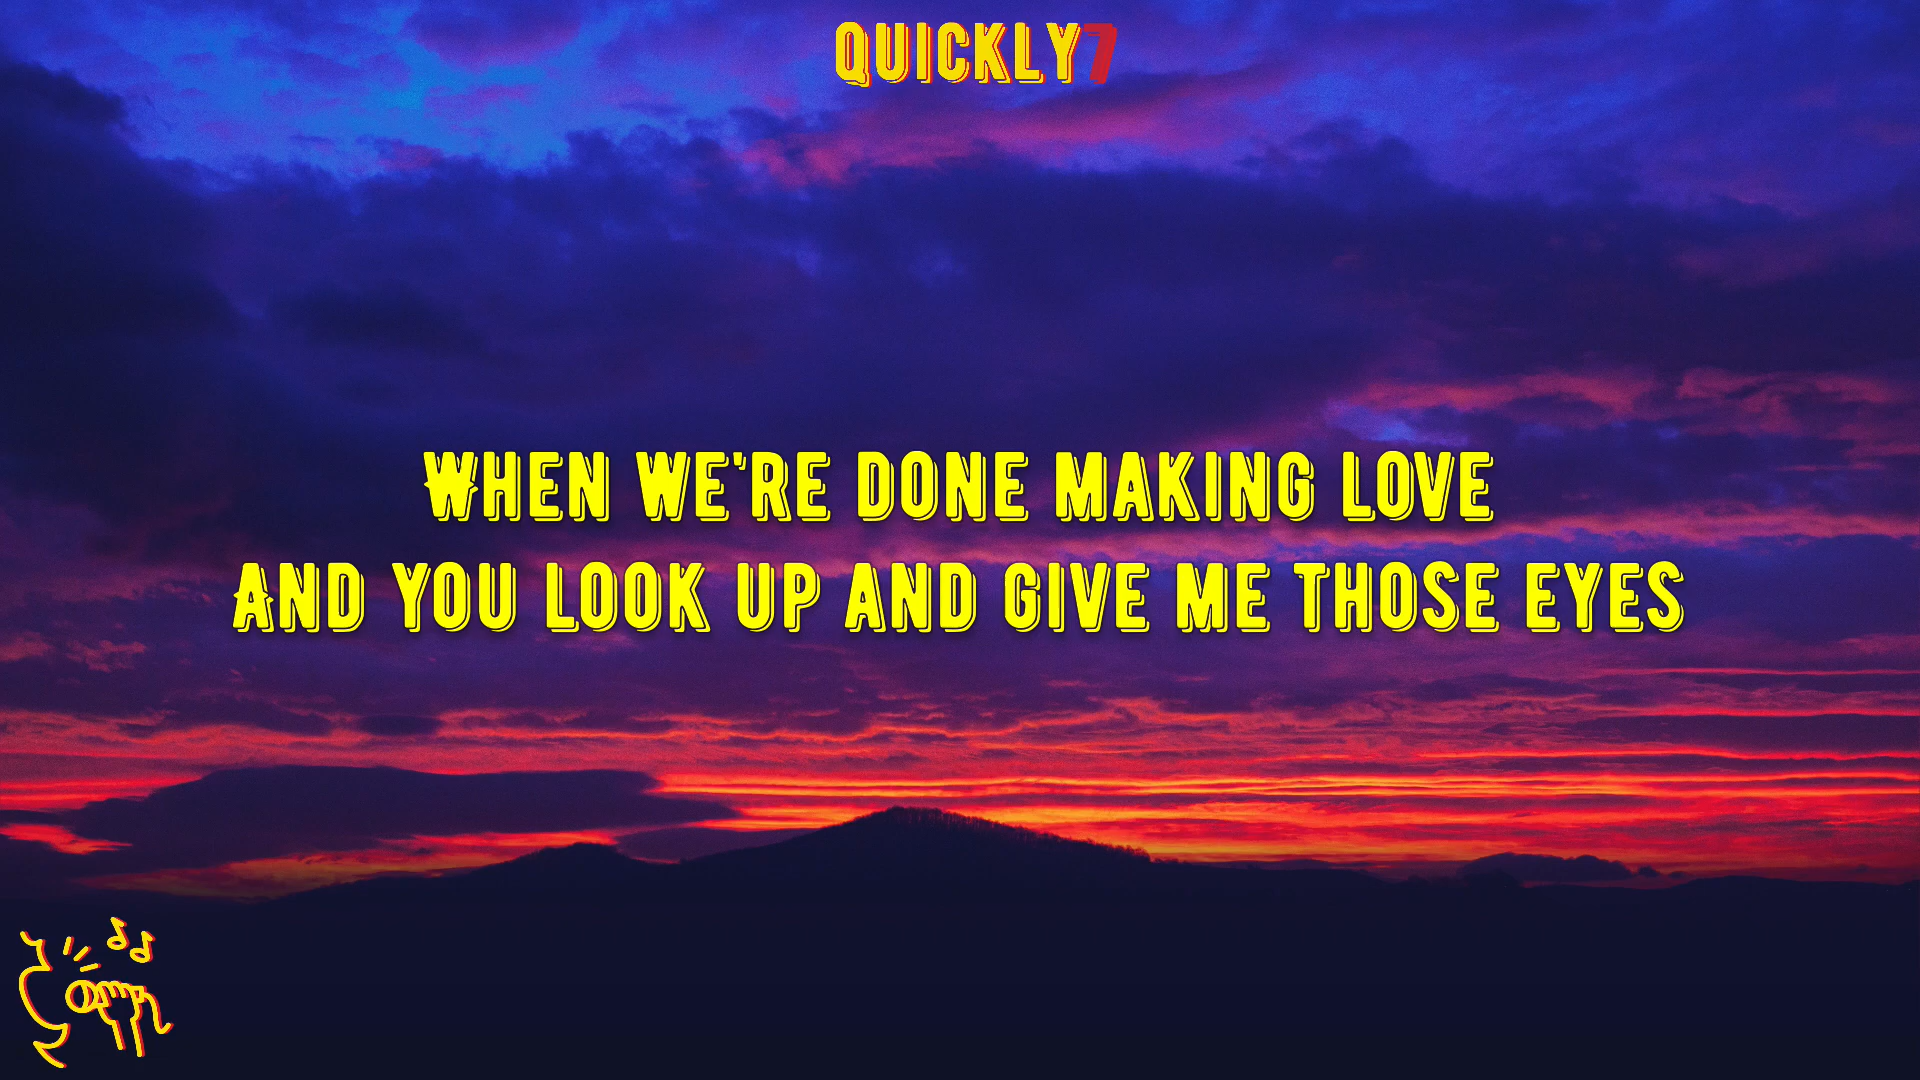 QUICKLY7
WHEN WE'RE DONE MAKING LOVE
AND YOU LOOK UP AND GIVE ME THOSE EYES